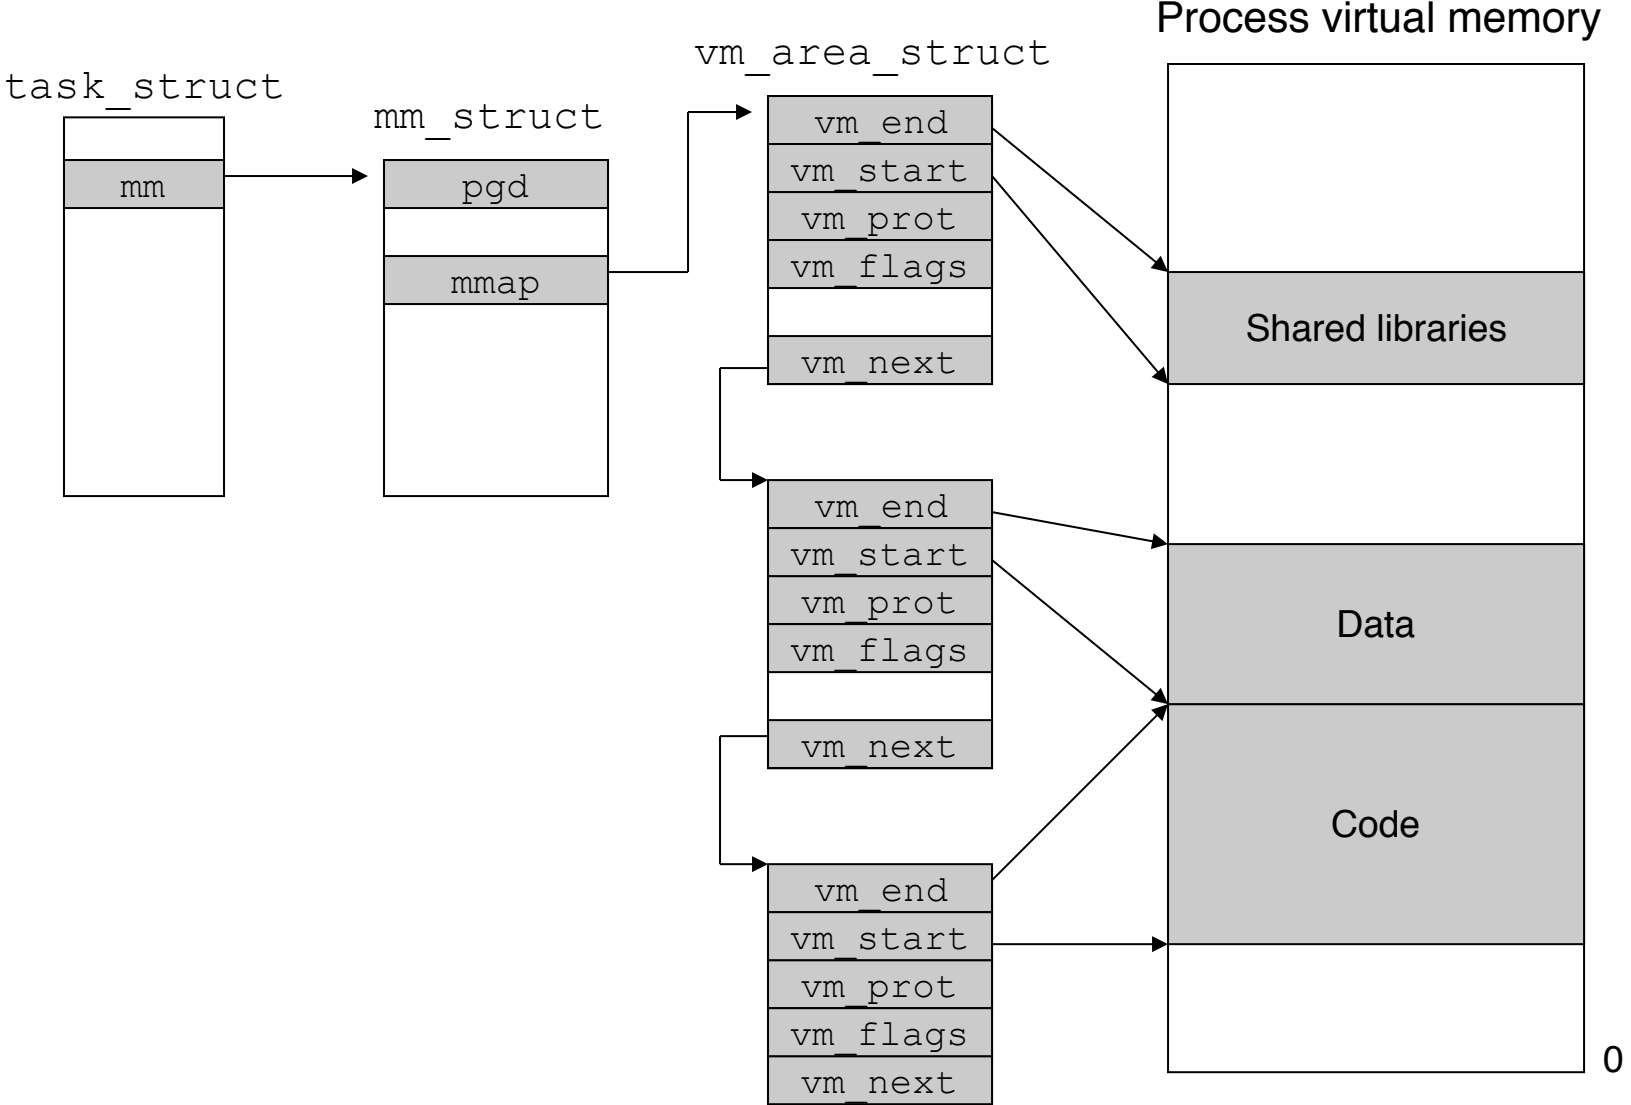 Process virtual memory
vm_area_struct
task_struct
mm_struct
mm
pgd
mmap
vm_end
vm_start
vm_prot
vm_flags
vm_next
vm_end
vm_start
vm_prot
vm_flags
vm_next
vm_end
vm_start
vm_prot
vm_flags
vm_next
Shared libraries
Data
Code
0